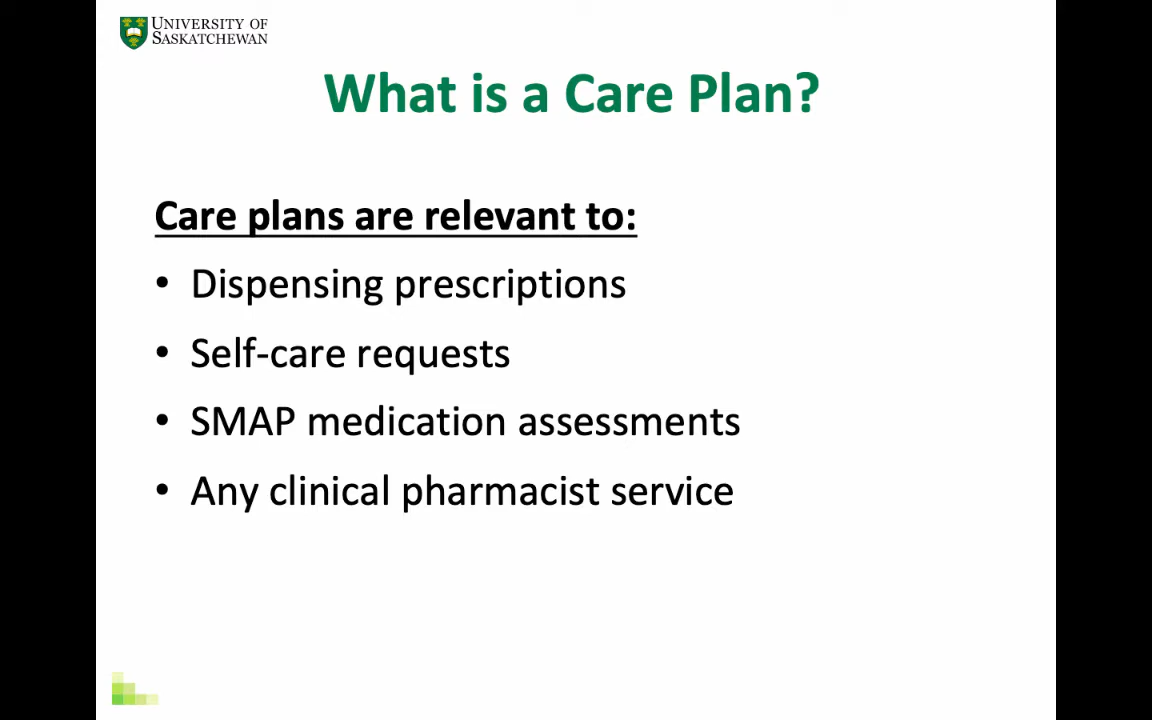 UNIVERSITY OF
SASKATCHEWAN
What is a Care Plan?
Care plans are relevant to:
• Dispensing prescriptions
• Self-care requests
• SMAP medication assessments
• Any clinical pharmacist service